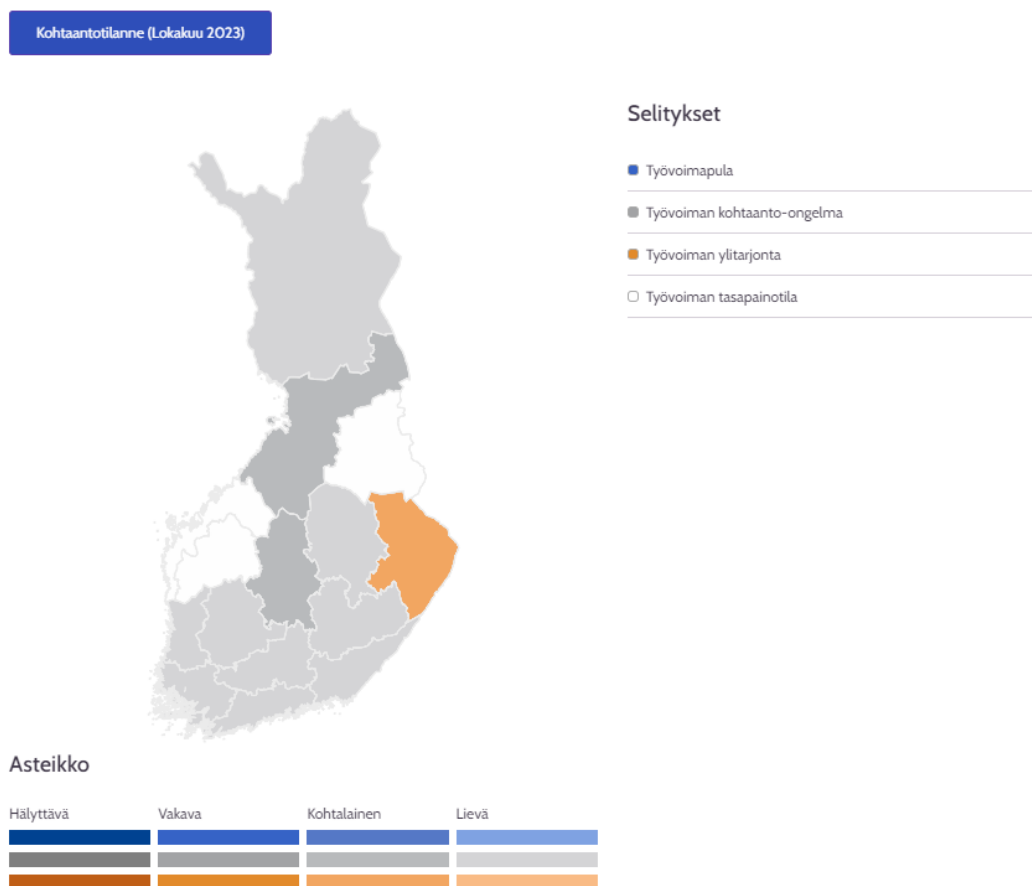 Kohtaantotilanne (Lokakuu 2023)
Selitykset
Työvoimapula
Työvoiman kohtaanto-ongelma
Työvoiman ylitarjonta
Työvoiman tasapainotila
Asteikko
Hälyttävä Vakava Kohtalainen Lievä